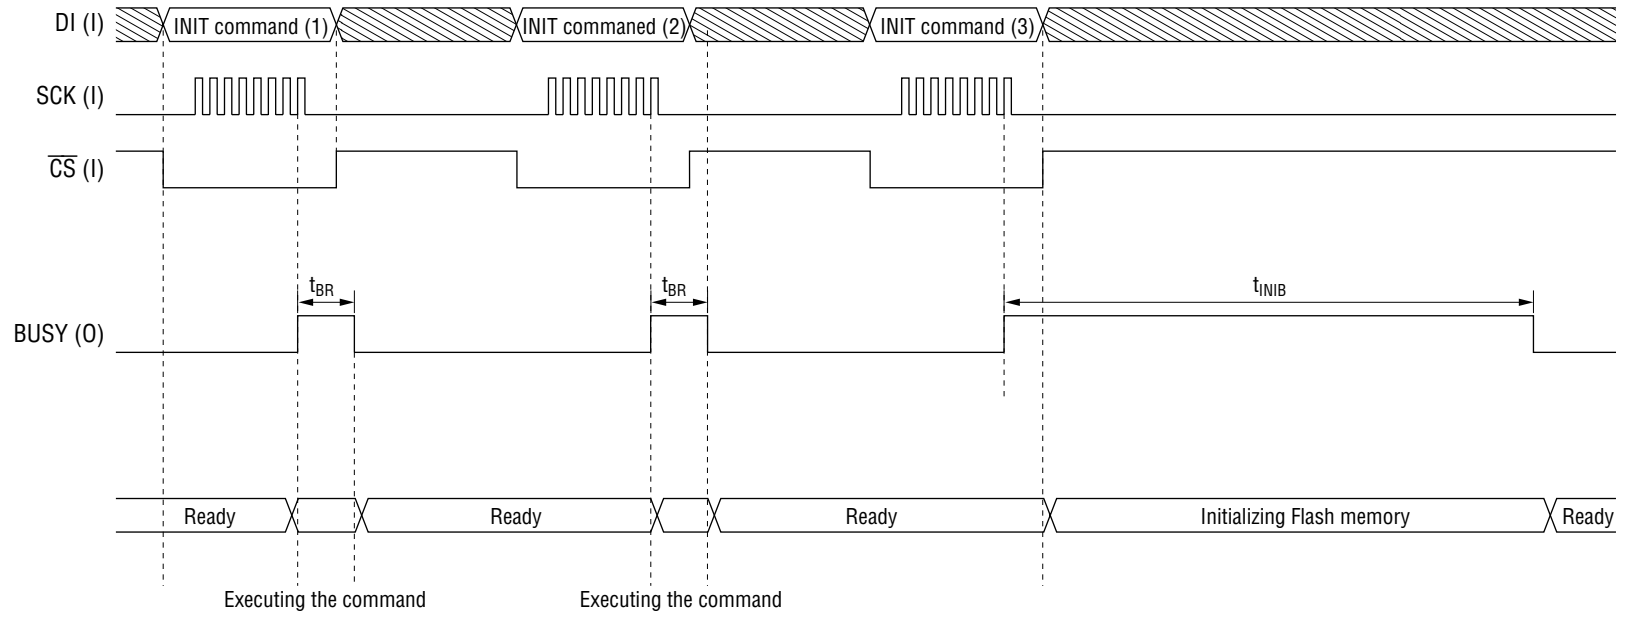 DI (I) INIT command (1) INIT commaned (2) INIT command (3)
SCK (I)
CS (I)
tBR tBR tINIB
BUSY (O)
Ready Ready Ready Initializing Flash memory Ready
Executing the command Executing the command